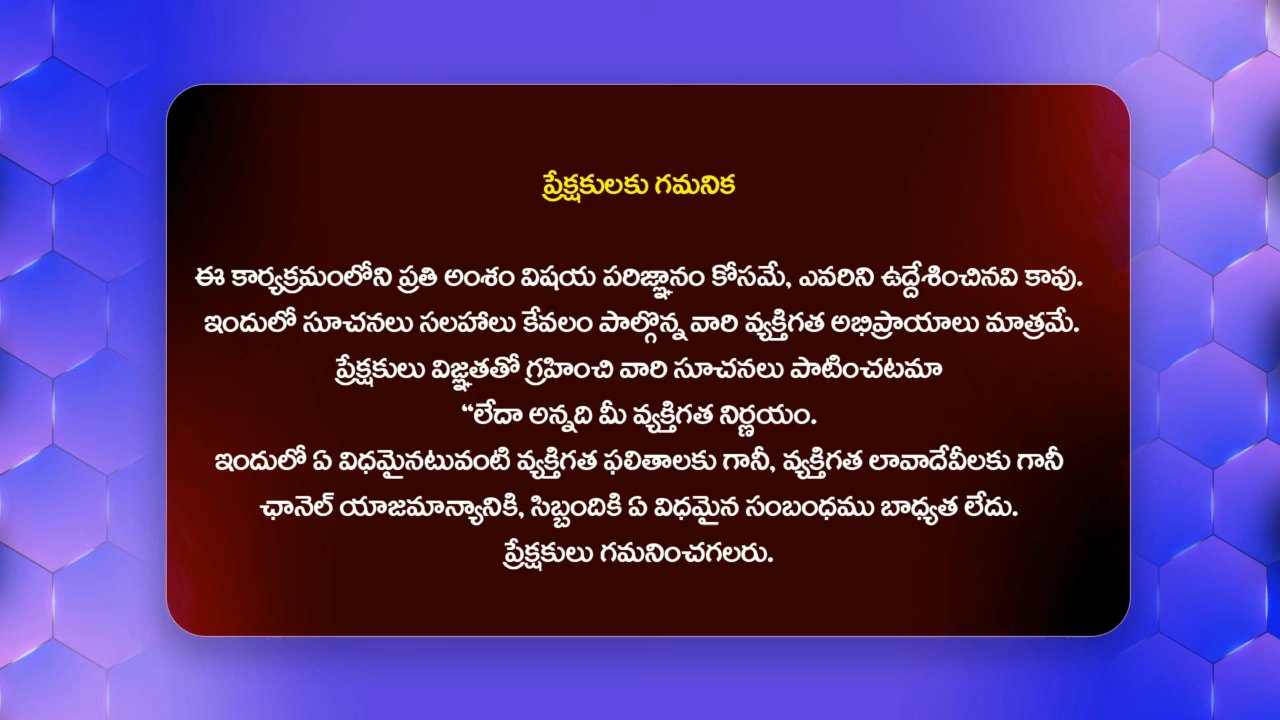 ప్రేక్షకులకు గమనిక
ఈ కార్యక్రమంలోని ప్రతి అంశం విషయ పరిజ్ఞానం కోసమే, ఎవరిని ఉద్దేశించినవి కావు.
ఇందులో సూచనలు సలహాలు కేవలం పాల్గొన్న వారి వ్యక్తిగత అభిప్రాయాలు మాత్రమే.
ప్రేక్షకులు విజ్ఞతతో గ్రహించి వారి సూచనలు పాటించటమా
“లేదా అన్నది మీ వ్యక్తిగత నిర్ణయం.
ఇందులో ఏ విధమైనటువంటి వ్యక్తిగత ఫలితాలకు గానీ, వ్యక్తిగత లావాదేవీలకు గానీ
ఛానెల్ యాజమాన్యానికి, సిబ్బందికి ఏ విధమైన సంబంధము బాధ్యత లేదు.
ప్రేక్షకులు గమనించగలరు.